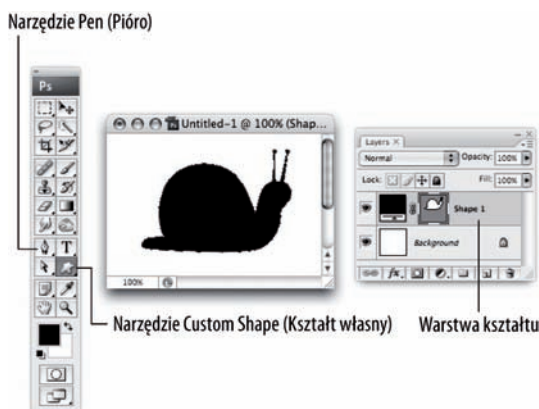 Narzędzie Pen (Pióro)
Ps
Untitled-1 @ 100% (Shap...
100%
Layers X
Normal
Opacity: 100%
Lock:
Fill: 100%
Shape 1
Background
fx.
T
Narzędzie Custom Shape (Kształt własny)
Warstwa kształtu